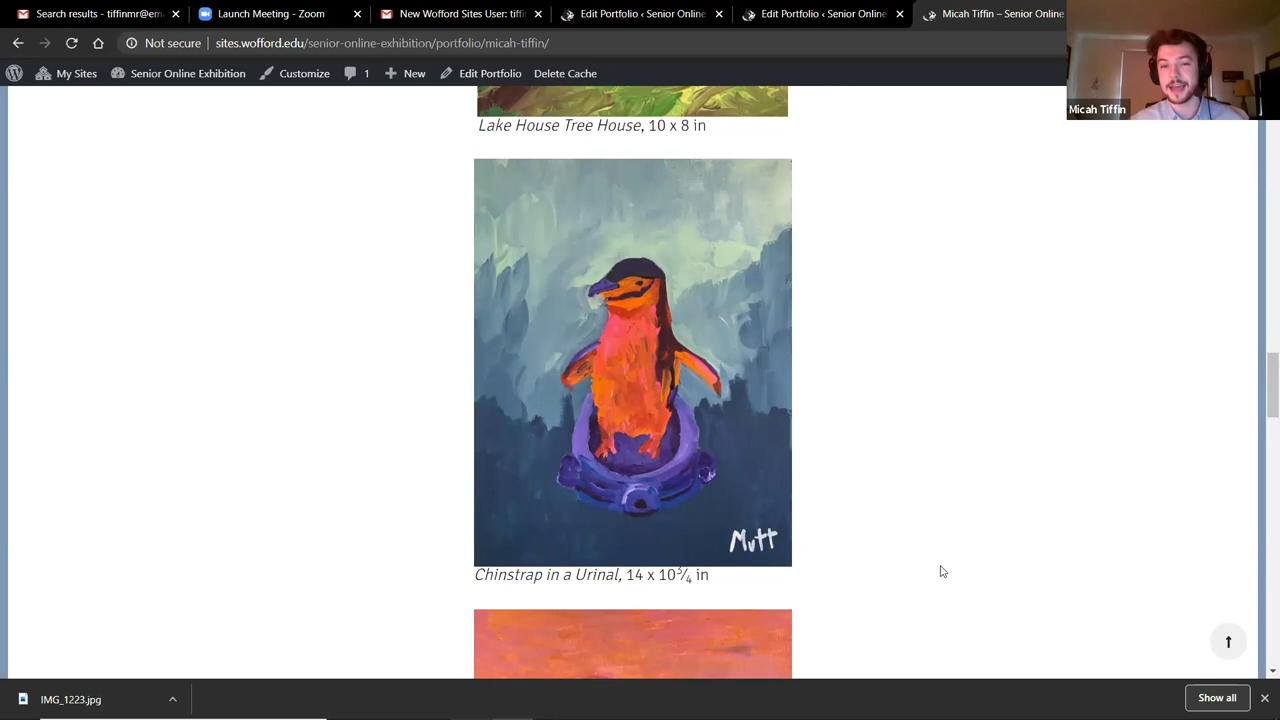 Search results - tiffinmr@em
Launch Meeting - Zoom
New Wofford Sites User: tiffi
Edit Portfolio ‹ Senior Online
Edit Portfolio ‹ Senior Online
Micah Tiffin – Senior Online
Not secure
sites.wofford.edu/senior-online-exhibition/portfolio/micah-tiffin/
My Sites
Senior Online Exhibition
Customize
1
New
Edit Portfolio
Delete Cache
Micah Tiffin
Lake House Tree House, 10 x 8 in
Mutt
Chinstrap in a Urinal, 14 x 10¾ in
IMG_1223.jpg
Show all